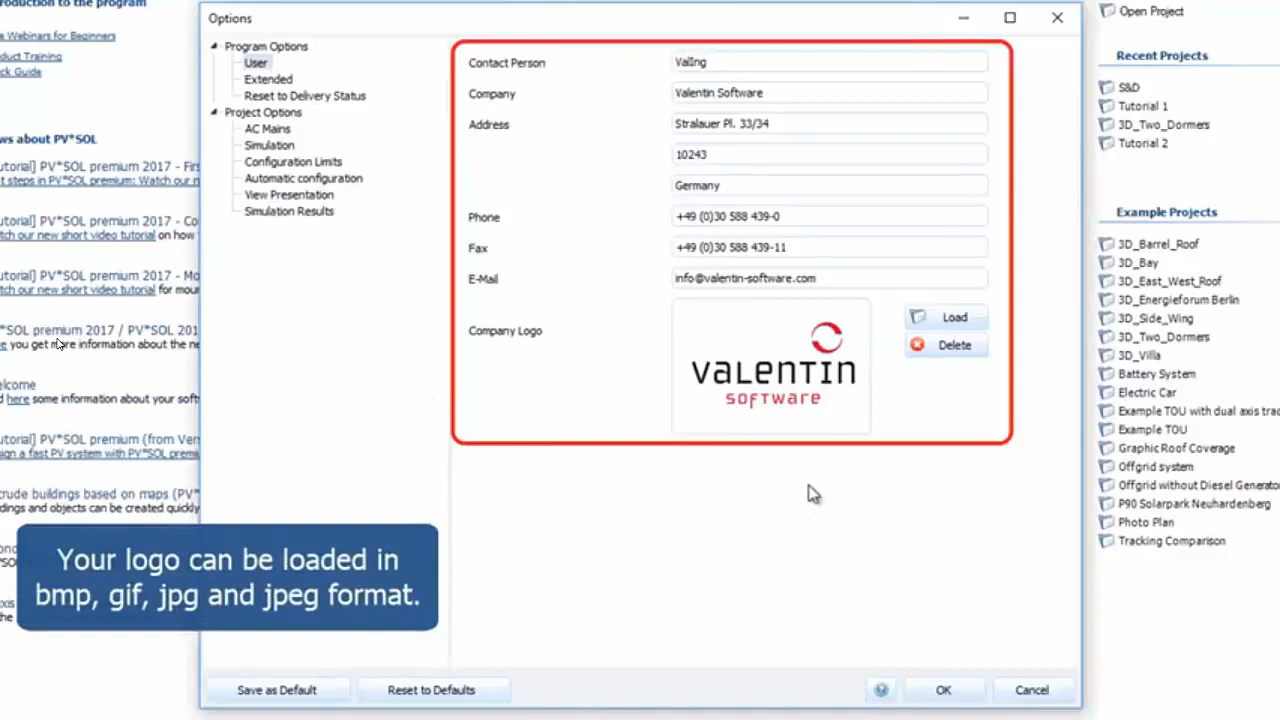 roduction to the program
e Webinars for Beginners
duct Training
ck Guide
ws about PV*SOL
utorial] PV*SOL premium 2017 - Firs
t steps in PV*SOL premium: Watch our n
utorial] PV*SOL premium 2017 - Co
tch our new short video tutorial on how
utorial] PV*SOL premium 2017 - Mo
tch our new short video tutorial for mour
*SOL premium 2017 / PV*SOL 201
re you get more information about the ne
elcome
d here some information about your soft
utorial] PV*SOL premium (from Vers
sign a fast PV system with PV*SOL premiu
trude buildings based on maps (PV*
dings and objects can be created quickly
Options
Program Options
User
Extended
Reset to Delivery Status
Project Options
AC Mains
Simulation
Configuration Limits
Automatic configuration
View Presentation
Simulation Results
Contact Person
ValIng
Company
Valentin Software
Address
Stralauer Pl. 33/34
10243
Germany
Phone
+49 (0)30 588 439-0
Fax
+49 (0)30 588 439-11
E-Mail
info@valentin-software.com
Company Logo
valentin
software
Load
Delete
Your logo can be loaded in
bmp, gif, jpg and jpeg format.
Save as Default
Reset to Defaults
OK
Cancel
Open Project
Recent Projects
S&D
Tutorial 1
3D_Two_Dormers
Tutorial 2
Example Projects
3D_Barrel_Roof
3D_Bay
3D_East_West_Roof
3D_Energieforum Berlin
3D_Side_Wing
3D_Two_Dormers
3D_Villa
Battery System
Electric Car
Example TOU with dual axis trac
Example TOU
Graphic Roof Coverage
Offgrid system
Offgrid without Diesel Generato
P90 Solarpark Neuhardenberg
Photo Plan
Tracking Comparison